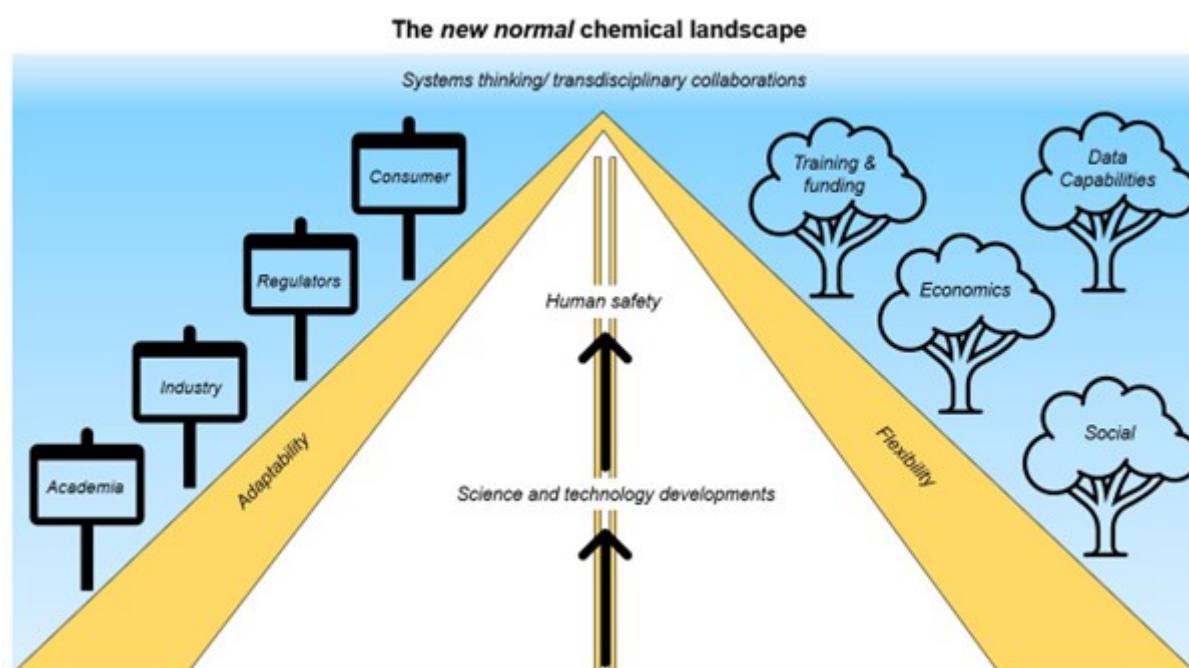 The new normal chemical landscape
Systems thinking/ transdisciplinary collaborations
Consumer
Regulators
Industry
Academia
Adaptability
Human safety
Science and technology developments
Flexibility
Training &
funding
Data
Capabilities
Economics
Social